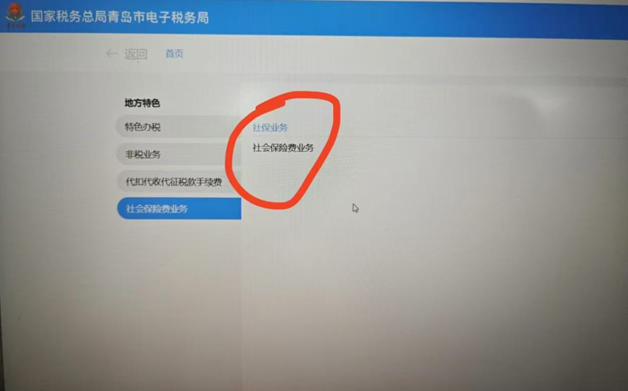 国家税务总局青岛市电子税务局
← 返回 首页
地方特色
特色办税
非税业务
代扣代收代征税款手续费
社会保险费业务
社保业务
社会保险费业务